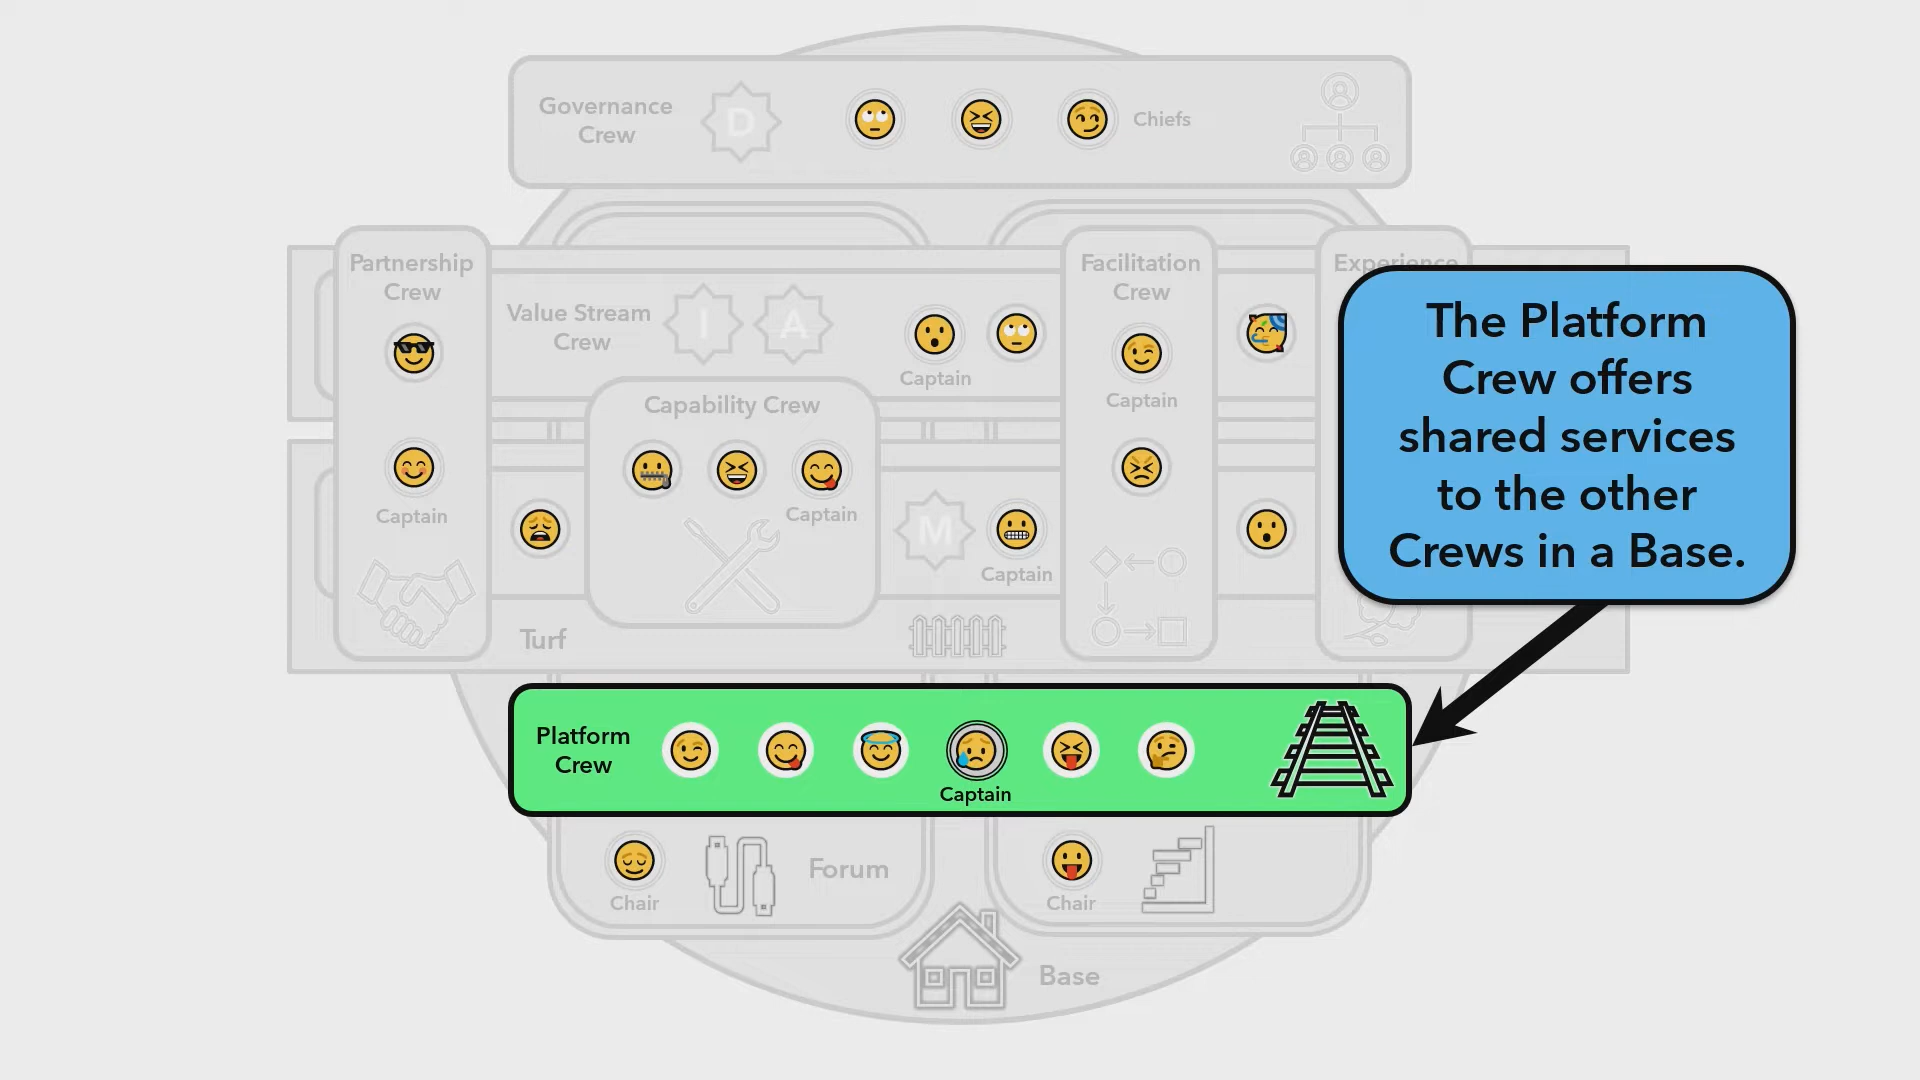 Governance
Crew
D
Chiefs
Partnership
Crew
Captain
Value Stream
Crew
I
A
Captain
Facilitation
Crew
Captain
Experience
Capability Crew
Captain
M
Captain
Turf
The Platform
Crew offers
shared services
to the other
Crews in a Base.
Platform
Crew
Captain
Chair
Forum
Chair
Base